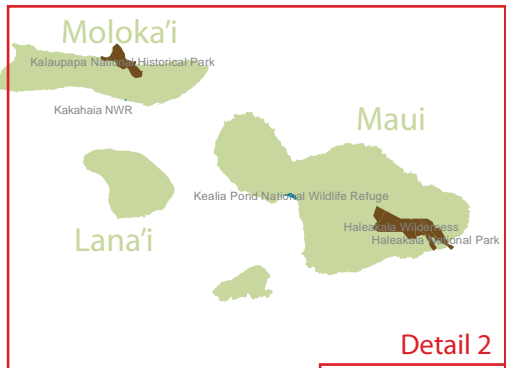 Moloka'i
Kalaupapa National Historical Park
Kakahaia NWR
Maui
Kealia Pond National Wildlife Refuge
Lana'i
Haleakala Wilderness
Haleakala National Park
Detail 2